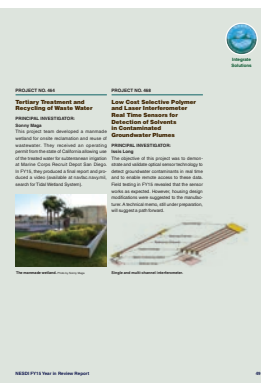 Integrate
Solutions
PROJECT NO. 464
Tertiary Treatment and
Recycling of Waste Water
PRINCIPAL INVESTIGATOR:
Sonny Maga
This project team developed a manmade
wetland for onsite reclamation and reuse of
wastewater. They received an operating
permit from the state of California allowing use
of the treated water for subterranean irrigation
at Marine Corps Recruit Depot San Diego.
In FY15, they produced a final report and pro-
duced a video (available at navfac.navy.mil,
search for Tidal Wetland System).
The manmade wetland.
PROJECT NO. 468
Low Cost Selective Polymer
and Laser Interferometer
Real Time Sensors for
Detection of Solvents
in Contaminated
Groundwater Plumes
PRINCIPAL INVESTIGATOR:
The objective of this project was to demon-
strate and validate optical sensor technology to
detect groundwater contaminants in real time
and to enable remote access to these data.
Field testing in FY15 revealed that the sensor
works as expected. However, housing design
modifications were suggested to the manufac-
turer. A technical memo, still under preparation,
will suggest a path forward.
Single and multi-channel interferometer.
NESDI FY15 Year In Review Report
49